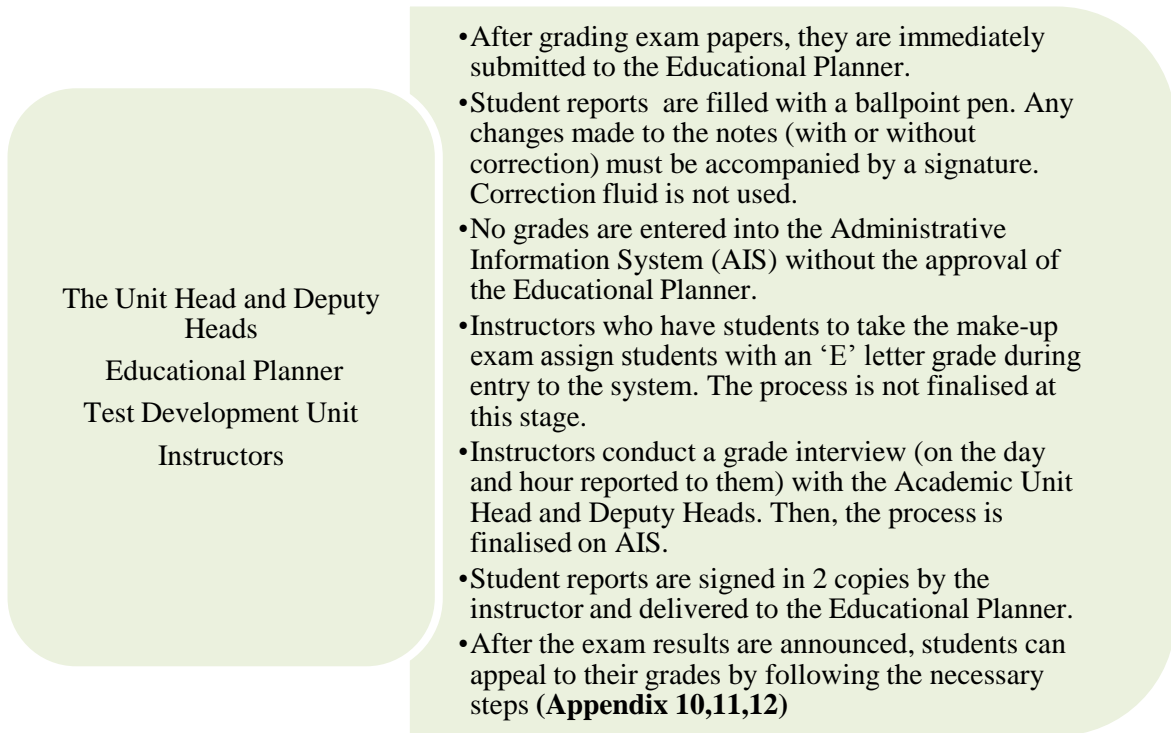 The Unit Head and Deputy
Heads
Educational Planner
Test Development Unit
Instructors
•After grading exam papers, they are immediately
submitted to the Educational Planner.
•Student reports are filled with a ballpoint pen. Any
changes made to the notes (with or without
correction) must be accompanied by a signature.
Correction fluid is not used.
•No grades are entered into the Administrative
Information System (AIS) without the approval of
the Educational Planner.
•Instructors who have students to take the make-up
exam assign students with an ‘E’ letter grade during
entry to the system. The process is not finalised at
this stage.
•Instructors conduct a grade interview (on the day
and hour reported to them) with the Academic Unit
Head and Deputy Heads. Then, the process is
finalised on AIS.
•Student reports are signed in 2 copies by the
instructor and delivered to the Educational Planner.
•After the exam results are announced, students can
appeal to their grades by following the necessary
steps (Appendix 10,11,12)